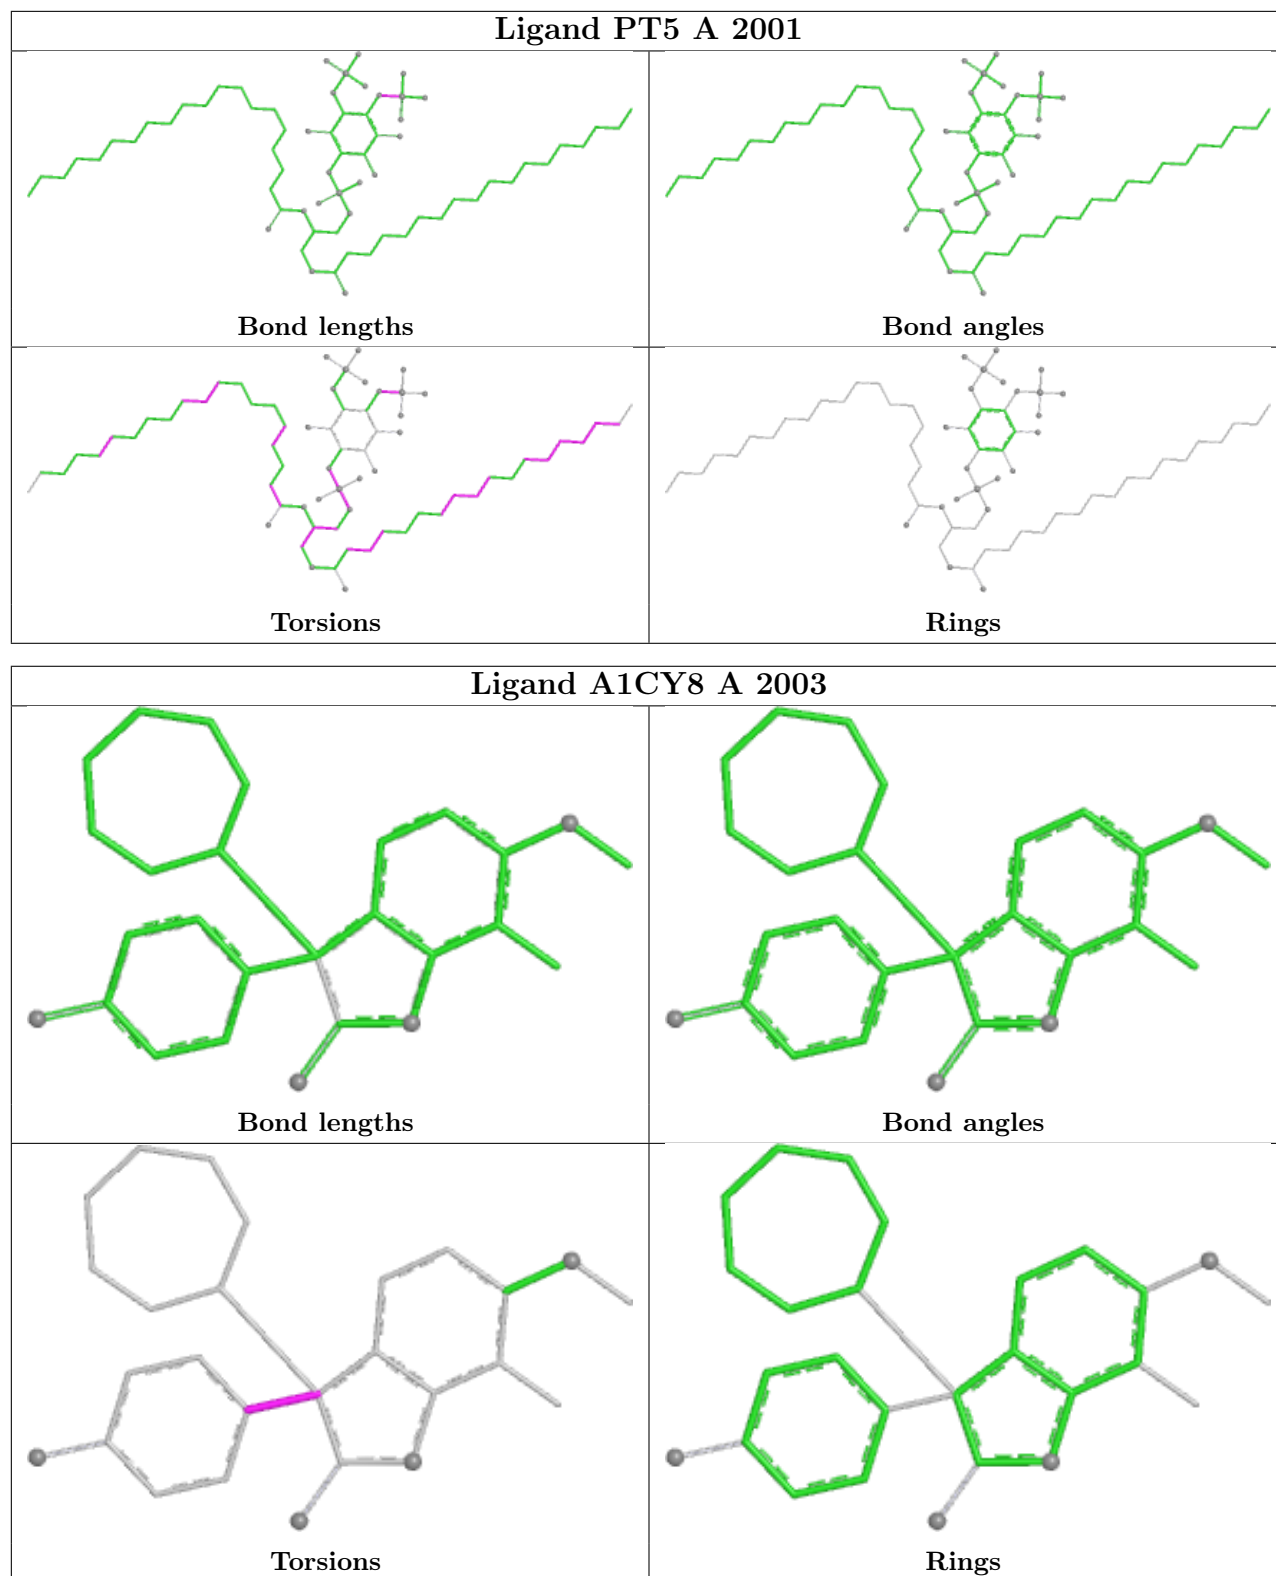 Ligand PT5 A 2001
Bond lengths
Bond angles
Torsions
Rings
Ligand A1CY8 A 2003
Bond lengths
Bond angles
Torsions
Rings